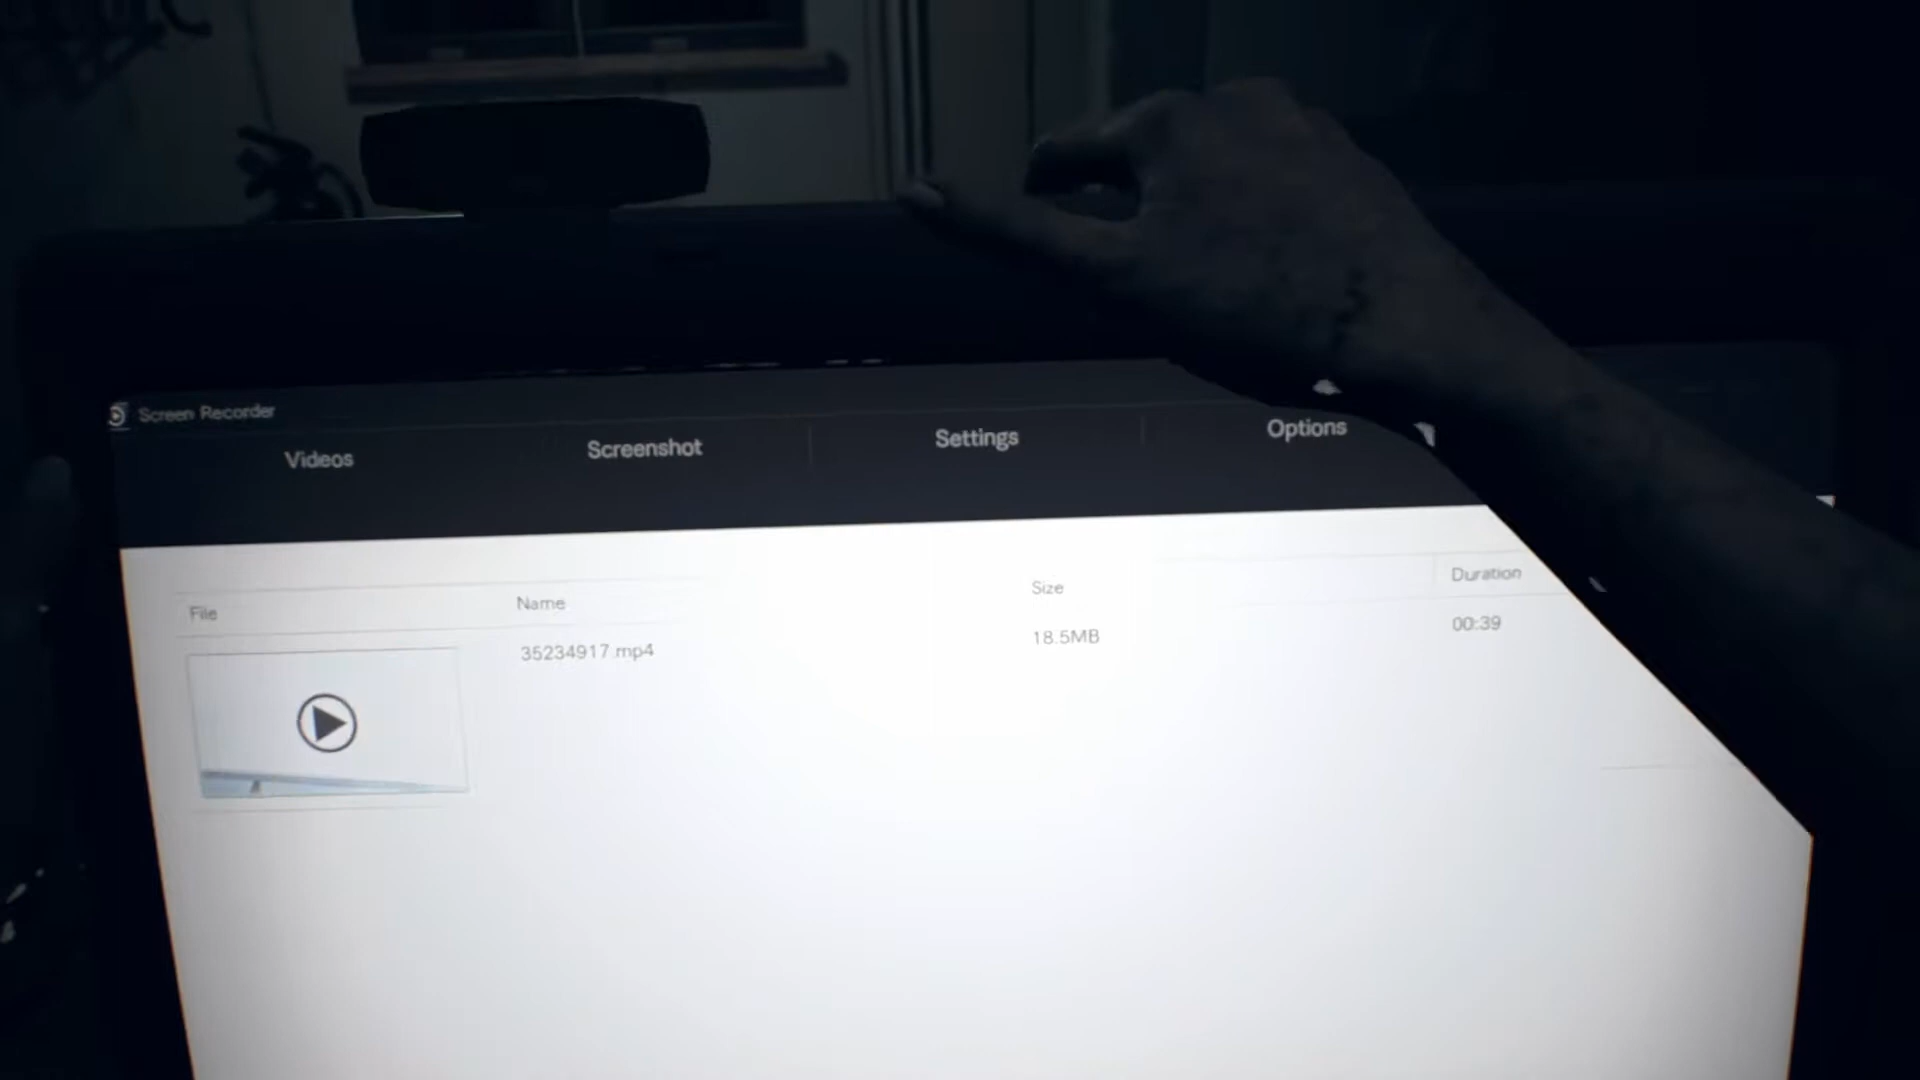 Screen Recorder
Videos Screenshot Settings Options
File Name Size Duration
35234917.mp4 18.5MB 00:39